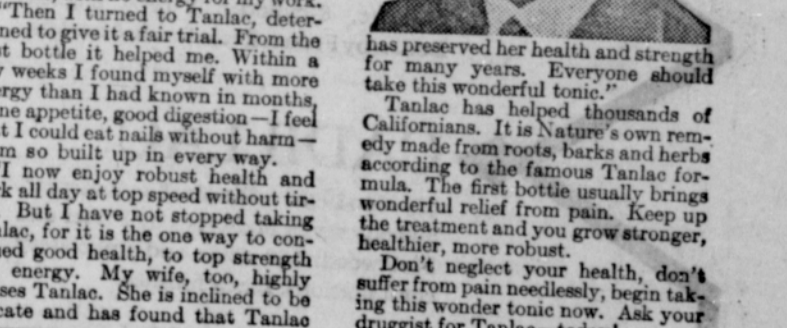 "Then I turned to Tanlac, deter-
ned to give it a fair trial. From the
t bottle it helped me. Within a
weeks I found myself with more
rgy than I had known in months,
ne appetite, good digestion—I feel
t I could eat nails without harm—
m so built up in every way.
"I now enjoy robust health and
k all day at top speed without tir-
But I have not stopped taking
lac, for it is the one way to con-
ed good health, to top strength
energy. My wife, too, highly
ses Tanlac. She is inclined to be
cate and has found that Tanlac
has preserved her health and strength
for many years. Everyone should
take this wonderful tonic."
Tanlac has helped thousands of
Californians. It is Nature's own rem-
edy made from roots, barks and herbs
according to the famous Tanlac for-
mula. The first bottle usually brings
wonderful relief from pain. Keep up
the treatment and you grow stronger,
healthier, more robust.
Don't neglect your health, don't
suffer from pain needlessly, begin tak-
ing this wonder tonic now. Ask your
druggist for